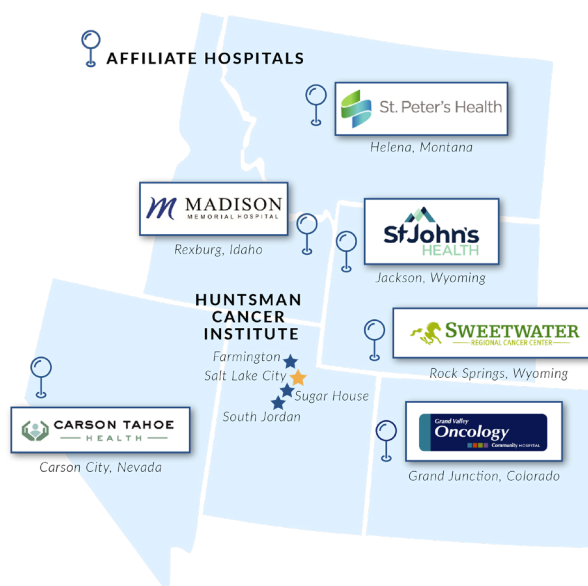 AFFILIATE HOSPITALS
St. Peter's Health
Helena, Montana
MADISON
MEMORIAL HOSPITAL
Rexburg, Idaho
StJohn's
HEALTH
Jackson, Wyoming
HUNTSMAN
CANCER
INSTITUTE
Farmington
Salt Lake City
Sugar House
South Jordan
SWEETWATER
REGIONAL CANCER CENTER
Rock Springs, Wyoming
CARSON TAHOE
HEALTH
Carson City, Nevada
Grand Valley
Oncology
Community HOSPITAL
Grand Junction, Colorado